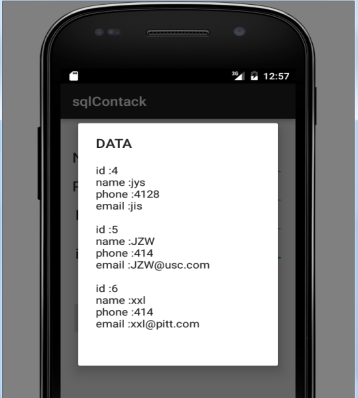 3G 12:57
sqlContack
DATA
id :4
name :jys
phone :4128
email :jis
id :5
name :JZW
phone :414
email :JZW@usc.com
id :6
name :xxl
phone :414
email :xxl@pitt.com